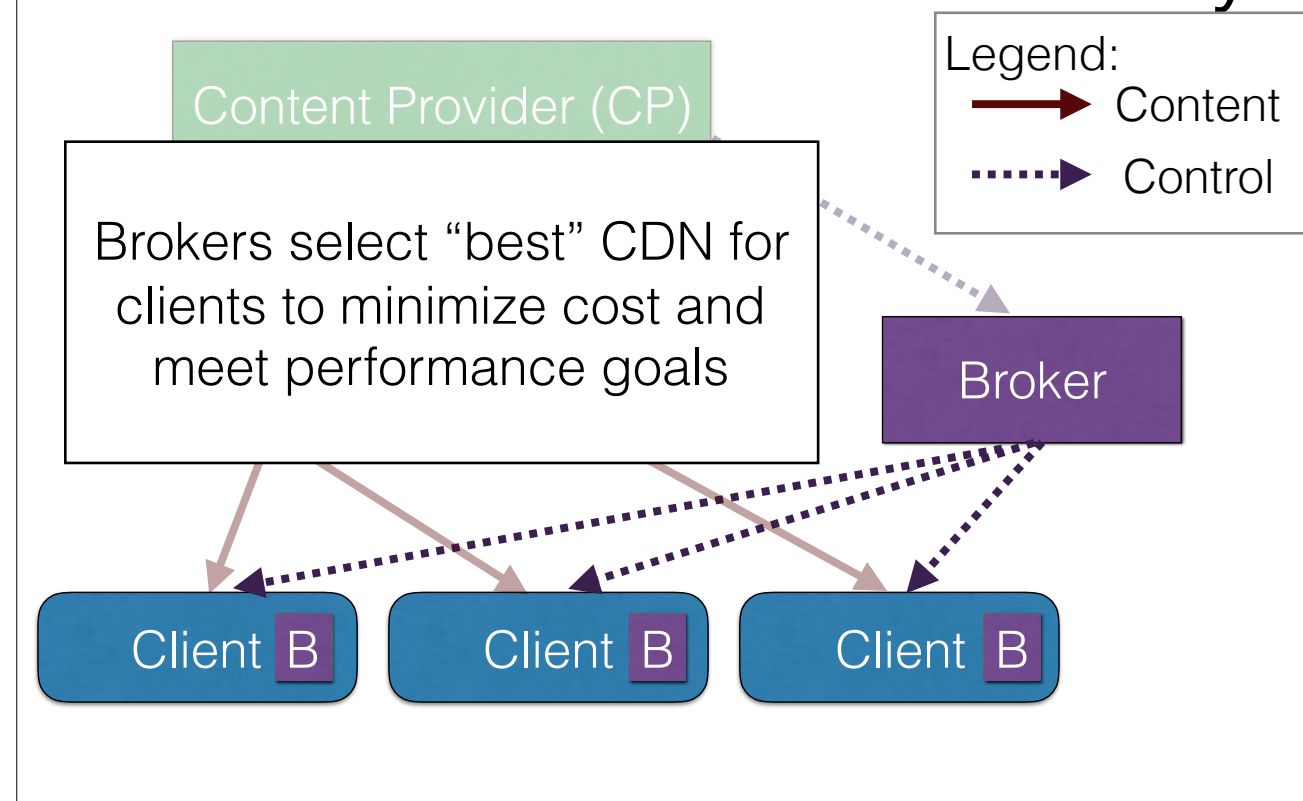 Content Provider (CP)
Legend:
Content
Control
Brokers select “best” CDN for
clients to minimize cost and
meet performance goals
Broker
Client B
Client B
Client B